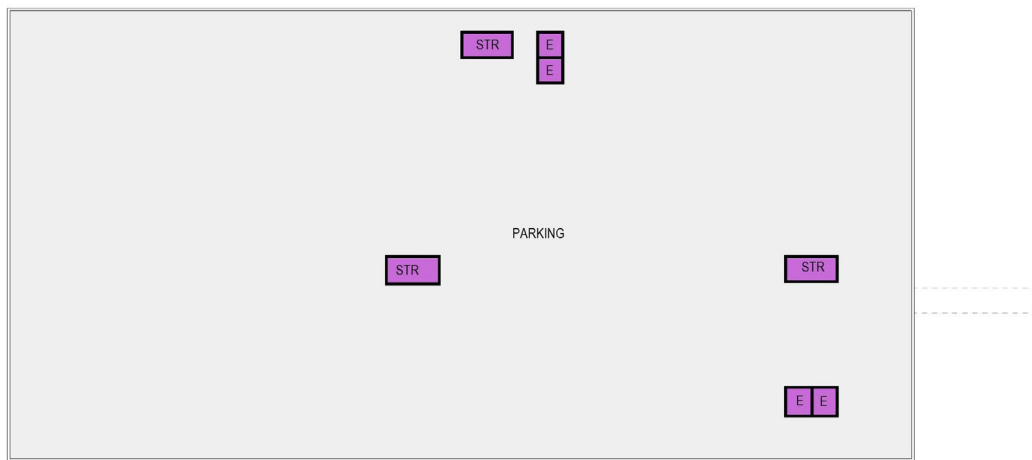 STR E
E
PARKING
STR STR
E E